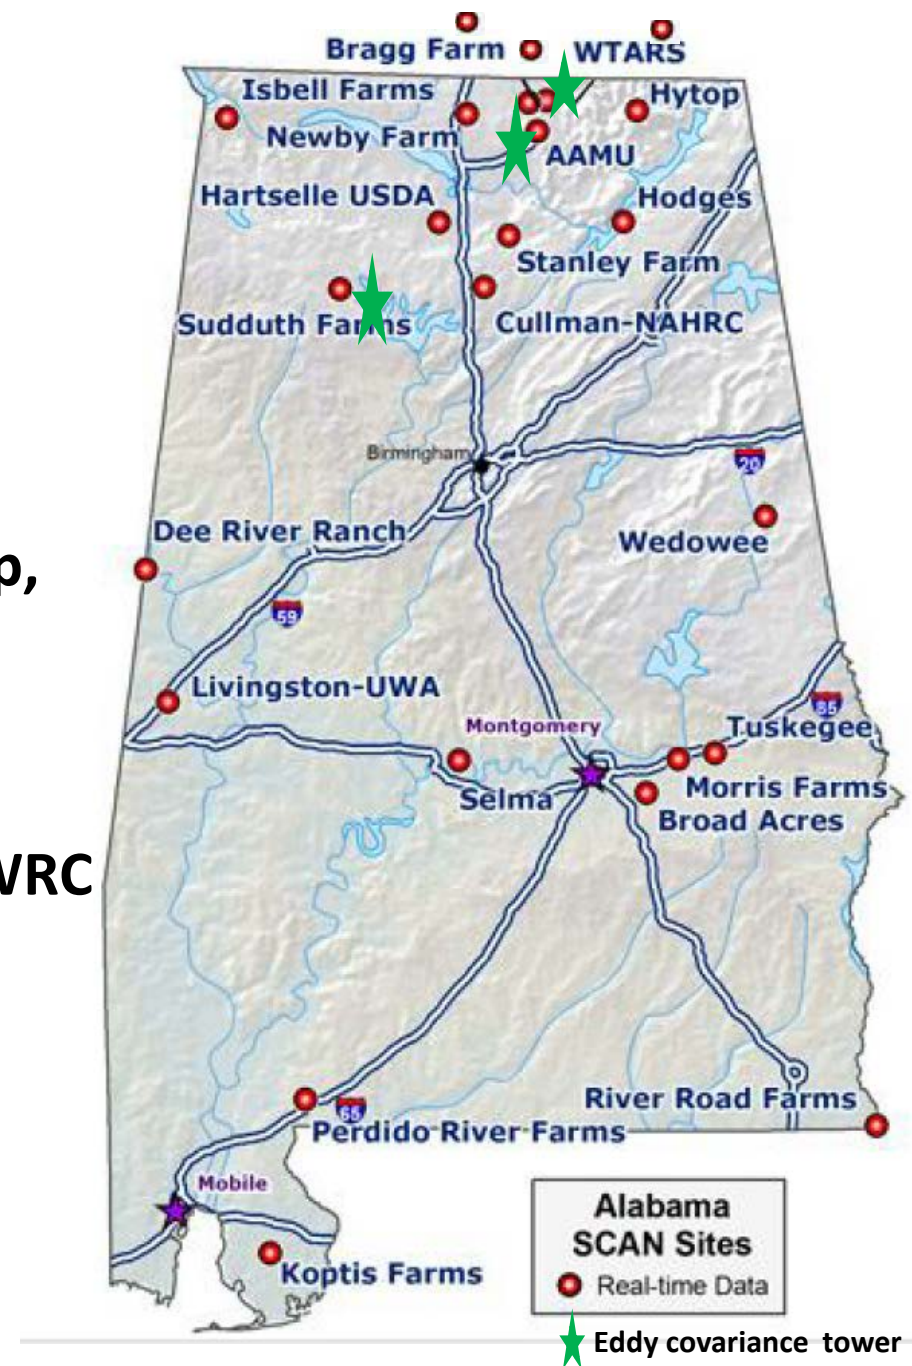 Bragg Farm
WTARS
Isbell Farms
Hytop
Newby Farm
AAMU
Hartselle USDA
Hodges
Stanley Farm
Sudduth Farms
Cullman-NAHRC
Birmingham
20
Dee River Ranch
Wedowee
p,
59
Livingston-UWA
85
Montgomery
Tuskegee
Selma
Morris Farms
Broad Acres
WRC
River Road Farms
65
Perdido River Farms
Mobile
Alabama
SCAN Sites
Real-time Data
Koptis Farms
Eddy covariance tower